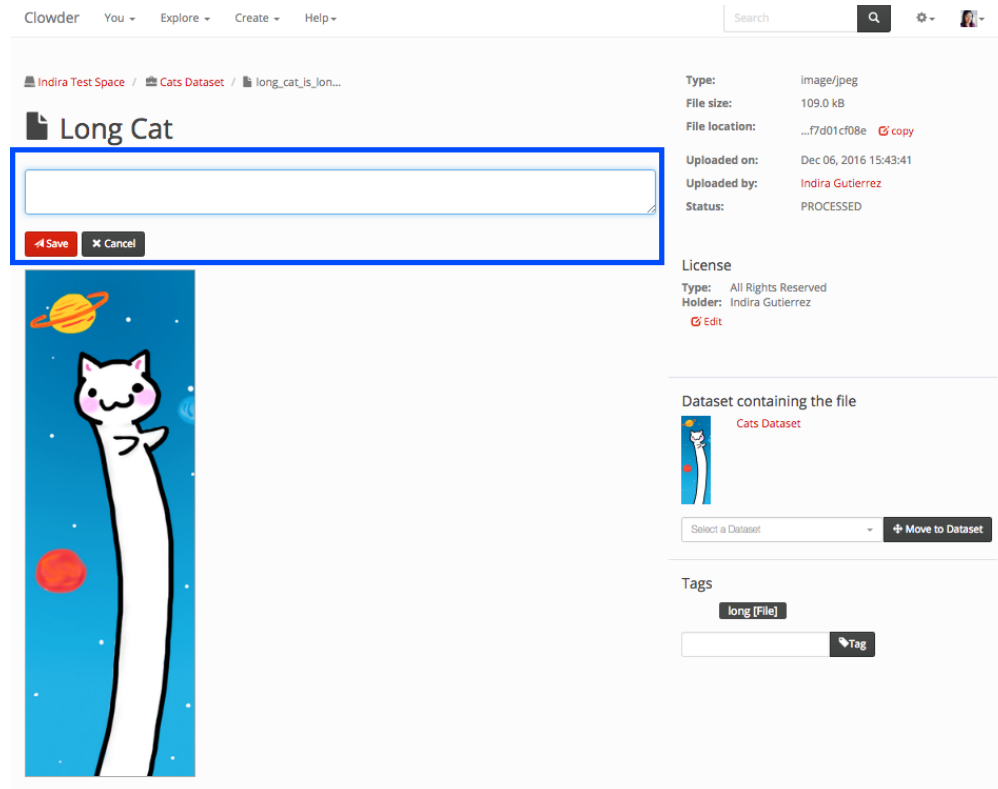 Clowder You Explore Create Help Search
Indira Test Space / Cats Dataset / long_cat_is_lon...
Long Cat
Save Cancel
Type: image/jpeg
File size: 109.0 kB
File location: ...f7d01cf08e copy
Uploaded on: Dec 06, 2016 15:43:41
Uploaded by: Indira Gutierrez
Status: PROCESSED
License
Type: All Rights Reserved
Holder: Indira Gutierrez
Edit
Dataset containing the file
Cats Dataset
Select a Dataset Move to Dataset
Tags
long [File]
Tag